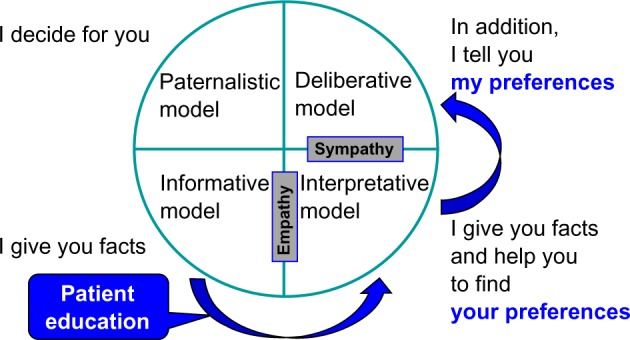 I decide for you
Paternalistic
model
Deliberative
model
In addition,
I tell you
my preferences
Sympathy
Empathy
Informative
model
Interpretative
model
I give you facts
Patient
education
I give you facts
and help you
to find
your preferences